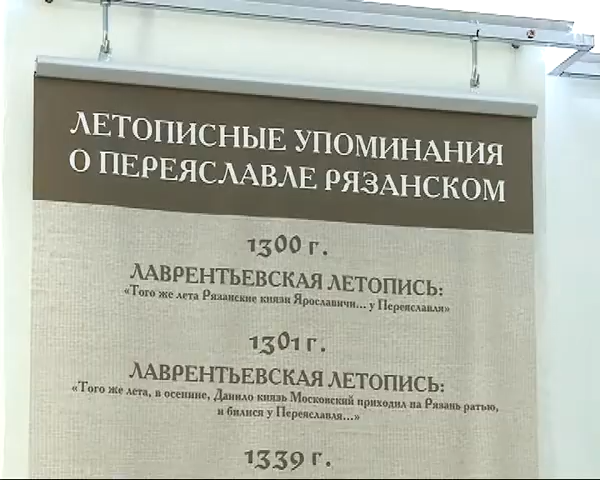 ЛЕТОПИСНЫЕ УПОМИНАНИЯ
О ПЕРЕЯСЛАВЛЕ РЯЗАНСКОМ
1300 г.
ЛАВРЕНТЬЕВСКАЯ ЛЕТОПИСЬ:
«Того же лета Рязанские князи Ярославичи... у Переяславля»
1301 г.
ЛАВРЕНТЬЕВСКАЯ ЛЕТОПИСЬ:
«Того же лета, в осенине, Данило князь Московский приходил на Рязань ратью,
и билися у Переяславля...»
1339 г.